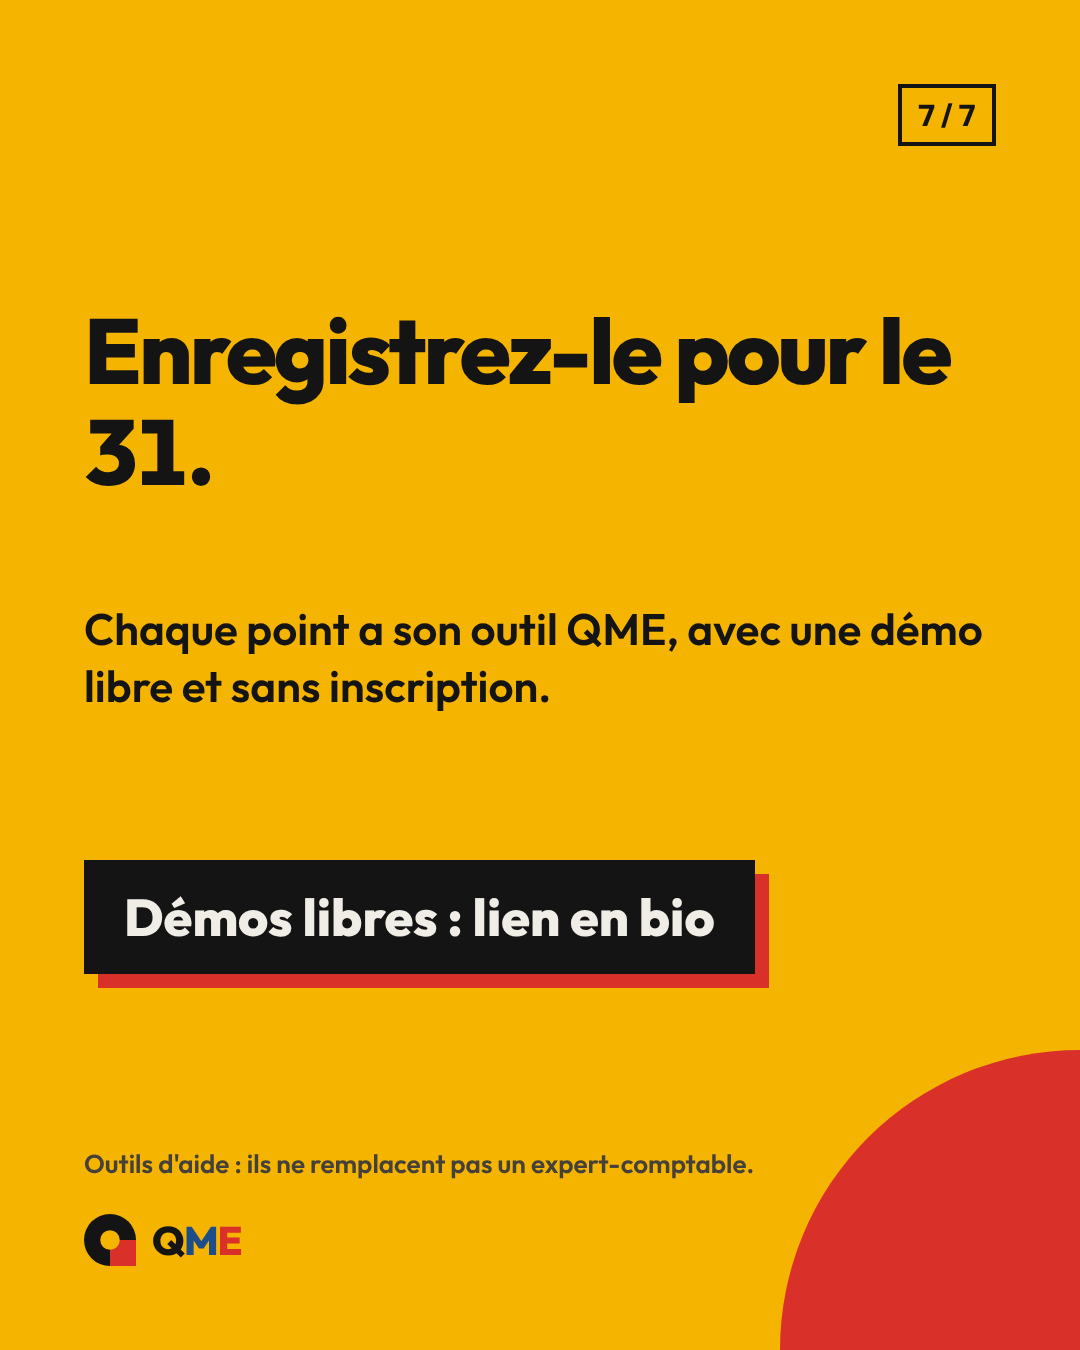 7 / 7
Enregistrez-le pour le
31.
Chaque point a son outil QME, avec une démo
libre et sans inscription.
Démos libres : lien en bio
Outils d'aide : ils ne remplacent pas un expert-comptable.
QME